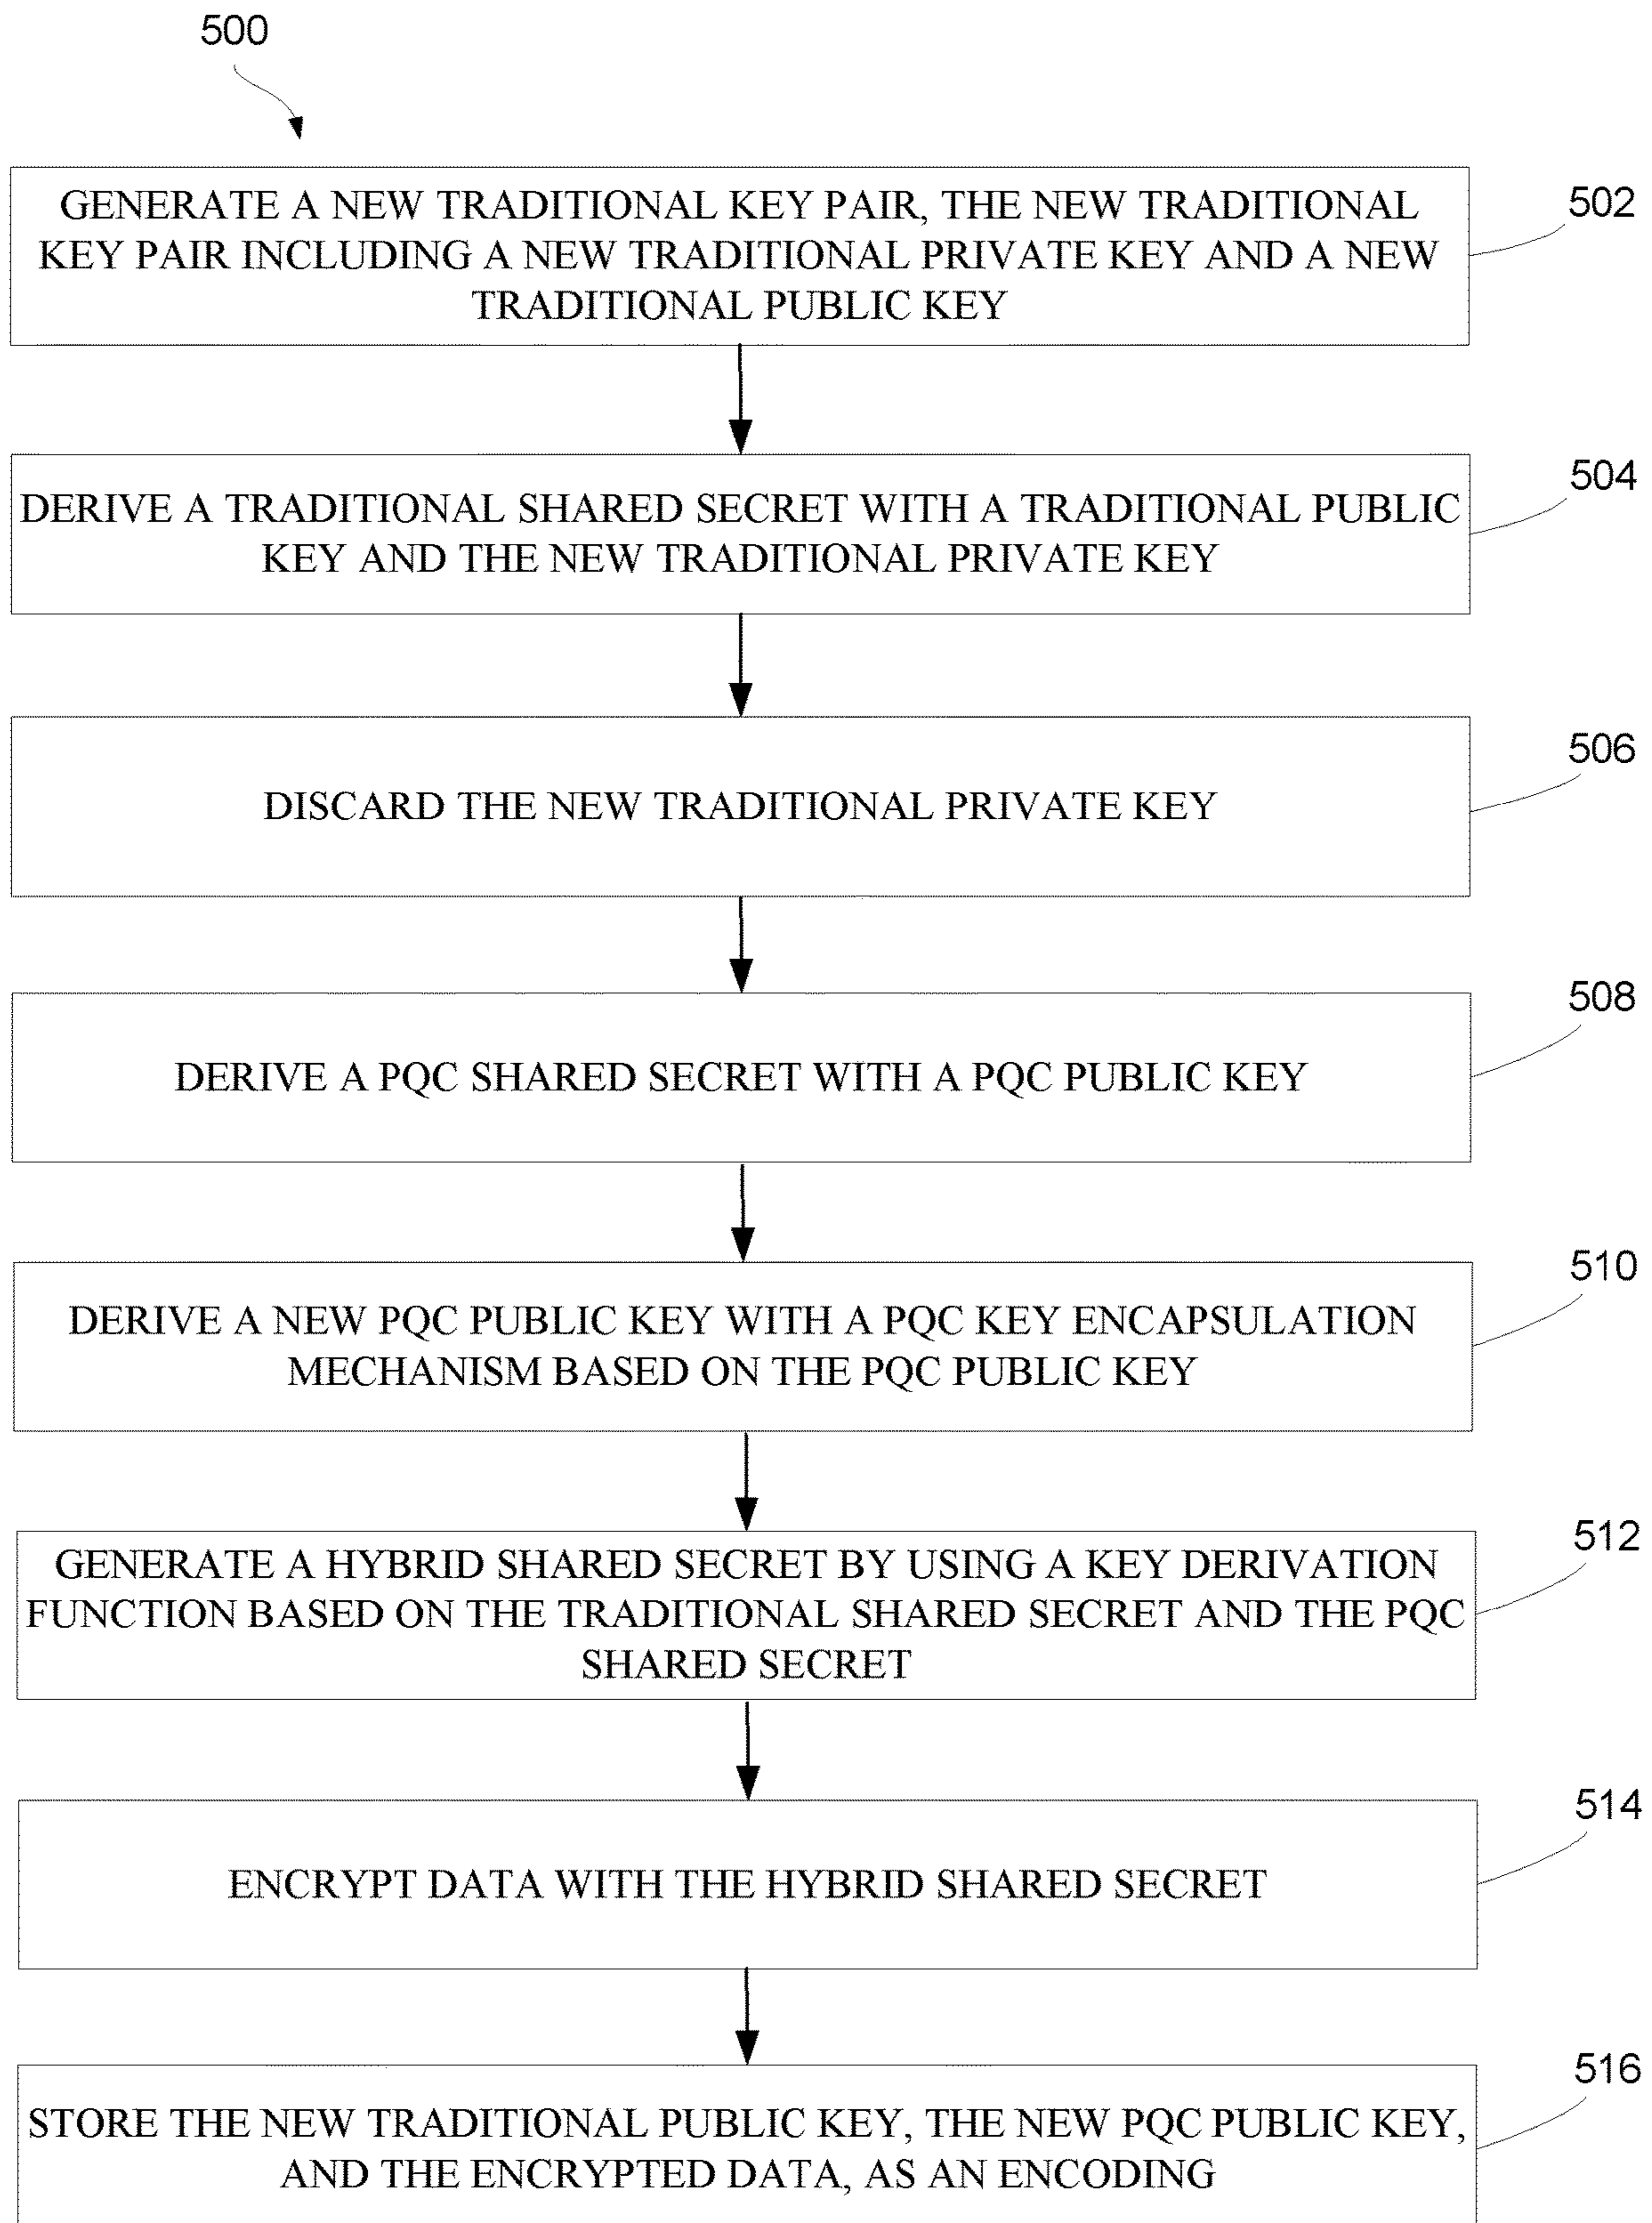 500
GENERATE A NEW TRADITIONAL KEY PAIR, THE NEW TRADITIONAL
KEY PAIR INCLUDING A NEW TRADITIONAL PRIVATE KEY AND A NEW
TRADITIONAL PUBLIC KEY
502
DERIVE A TRADITIONAL SHARED SECRET WITH A TRADITIONAL PUBLIC
KEY AND THE NEW TRADITIONAL PRIVATE KEY
504
DISCARD THE NEW TRADITIONAL PRIVATE KEY
506
DERIVE A PQC SHARED SECRET WITH A PQC PUBLIC KEY
508
DERIVE A NEW PQC PUBLIC KEY WITH A PQC KEY ENCAPSULATION
MECHANISM BASED ON THE PQC PUBLIC KEY
510
GENERATE A HYBRID SHARED SECRET BY USING A KEY DERIVATION
FUNCTION BASED ON THE TRADITIONAL SHARED SECRET AND THE PQC
SHARED SECRET
512
ENCRYPT DATA WITH THE HYBRID SHARED SECRET
514
STORE THE NEW TRADITIONAL PUBLIC KEY, THE NEW PQC PUBLIC KEY,
AND THE ENCRYPTED DATA, AS AN ENCODING
516